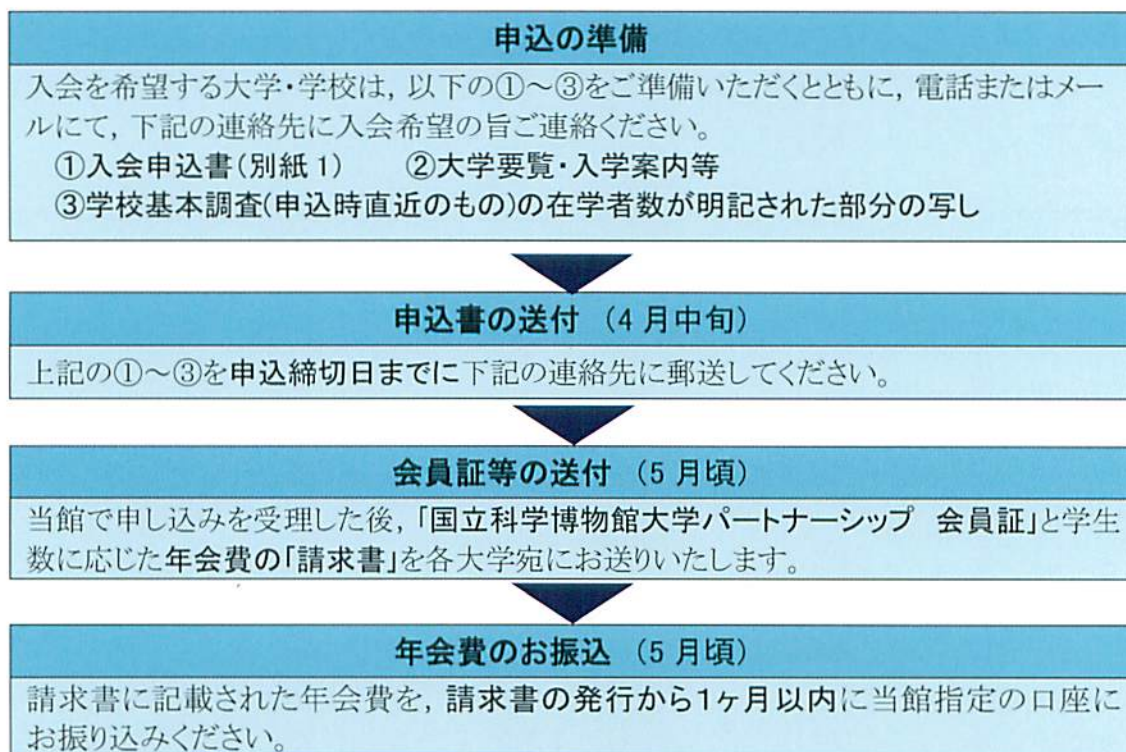 申込の準備
入会を希望する大学・学校は，以下の①～③をご準備いただくとともに，電話またはメー
ルにて，下記の連絡先に入会希望の旨ご連絡ください。
①入会申込書(別紙1)　②大学要覧・入学案内等
③学校基本調査(申込時直近のもの)の在学者数が明記された部分の写し
申込書の送付 （4月中旬）
上記の①～③を申込締切日までに下記の連絡先に郵送してください。
会員証等の送付 （5月頃）
当館で申し込みを受理した後，「国立科学博物館大学パートナーシップ　会員証」と学生
数に応じた年会費の「請求書」を各大学宛にお送りいたします。
年会費のお振込 （5月頃）
請求書に記載された年会費を，請求書の発行から1ヶ月以内に当館指定の口座に
お振り込みください。